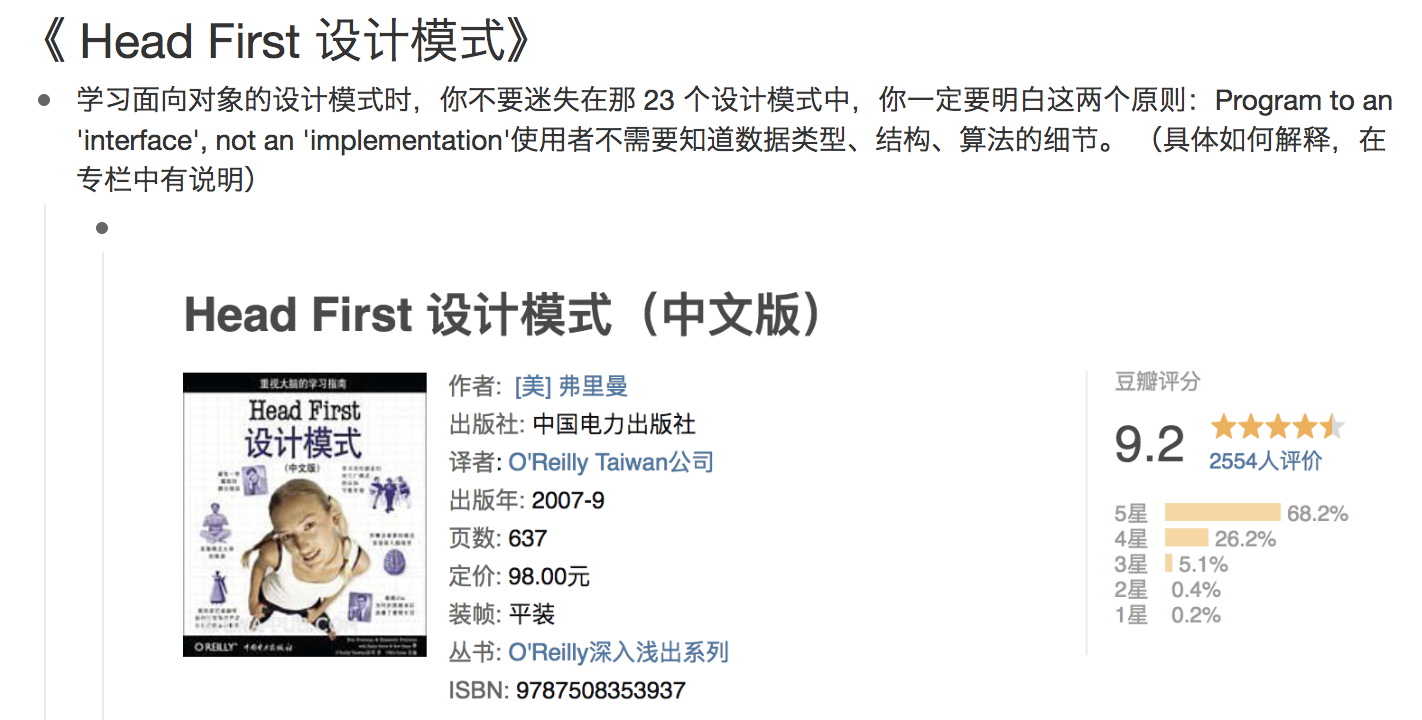 《 Head First 设计模式》
学习面向对象的设计模式时，你不要迷失在那 23 个设计模式中，你一定要明白这两个原则：Program to an
'interface', not an 'implementation'使用者不需要知道数据类型、结构、算法的细节。 （具体如何解释，在
专栏中有说明）
Head First 设计模式（中文版）
重视大脑的学习指南
Head First
设计模式
（中文版）
O'REILLY®
中国电力出版社
作者: [美] 弗里曼
出版社: 中国电力出版社
译者: O'Reilly Taiwan公司
出版年: 2007-9
页数: 637
定价: 98.00元
装帧: 平装
丛书: O'Reilly深入浅出系列
ISBN: 9787508353937
豆瓣评分
9.2
2554人评价
5星 68.2%
4星 26.2%
3星 5.1%
2星 0.4%
1星 0.2%